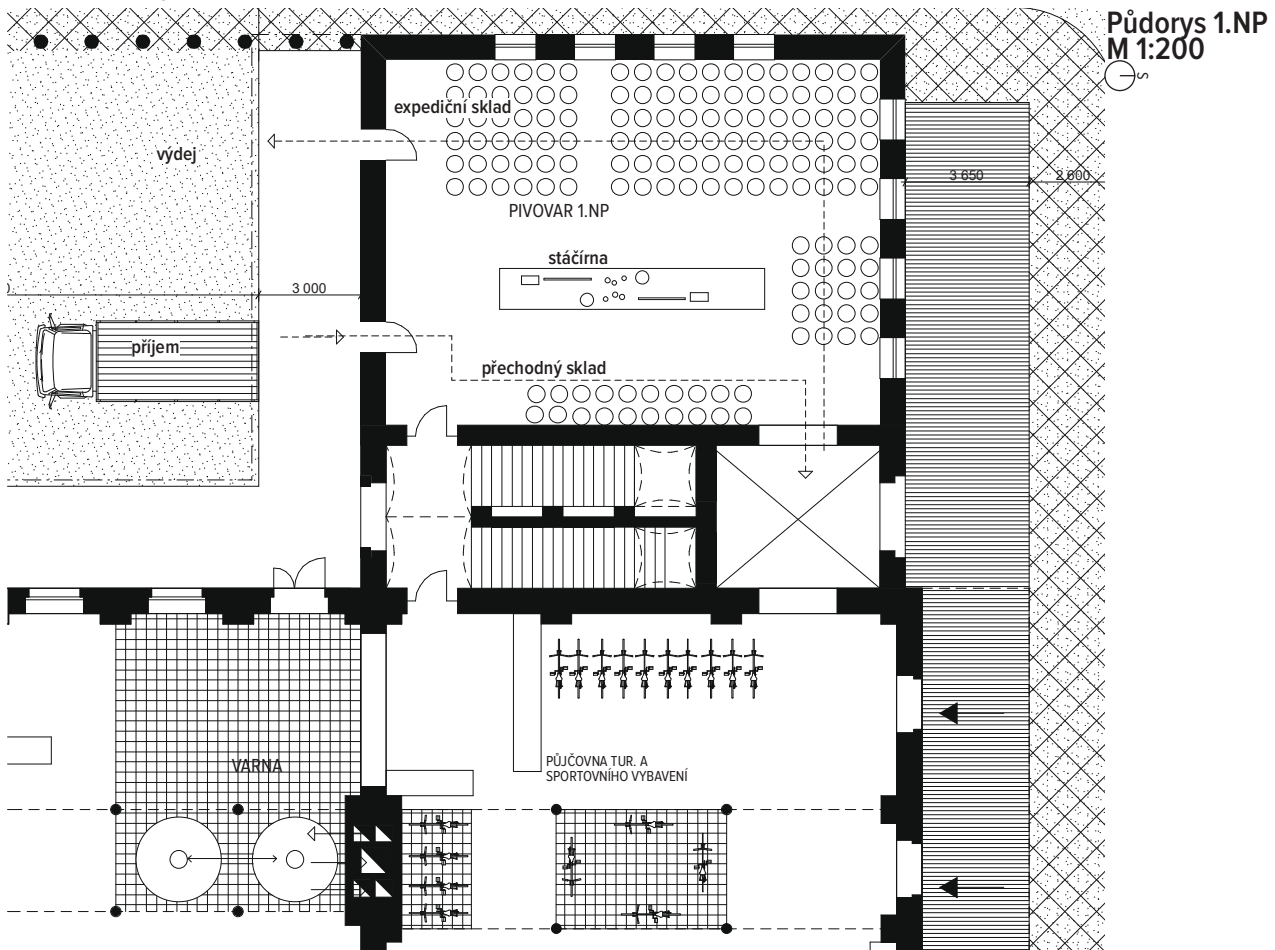 Půdorys 1.NP
M 1:200
S
expediční sklad
výdej
3 650
2 600
PIVOVAR 1.NP
stáčírna
3 000
příjem
přechodný sklad
PŮJČOVNA TUR. A
SPORTOVNÍHO VYBAVENÍ
VARNA